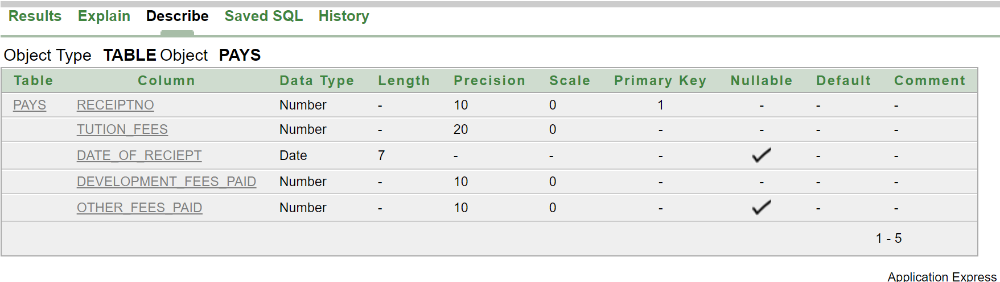 Results Explain Describe Saved SQL History
Object Type TABLE Object PAYS
Table Column Data Type Length Precision Scale Primary Key Nullable Default Comment
PAYS RECEIPTNO Number - 10 0 1 - - -
TUTION_FEES Number - 20 0 - - - -
DATE_OF_RECIEPT Date 7 - - - ✓ - -
DEVELOPMENT_FEES_PAID Number - 10 0 - - - -
OTHER_FEES_PAID Number - 10 0 - ✓ - -
1 - 5
Application Express